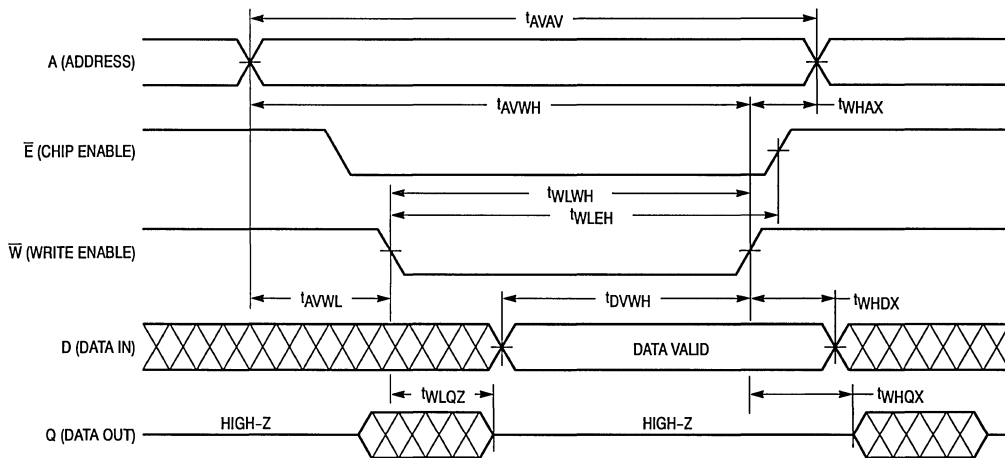 tAVAV
A (ADDRESS)
tAVWH
tWHAX
E (CHIP ENABLE)
tWLWH
tWLEH
W (WRITE ENABLE)
tAVWL
tDVWH
tWHDX
D (DATA IN)
DATA VALID
tWLQZ
tWHQX
Q (DATA OUT)
HIGH–Z
HIGH–Z